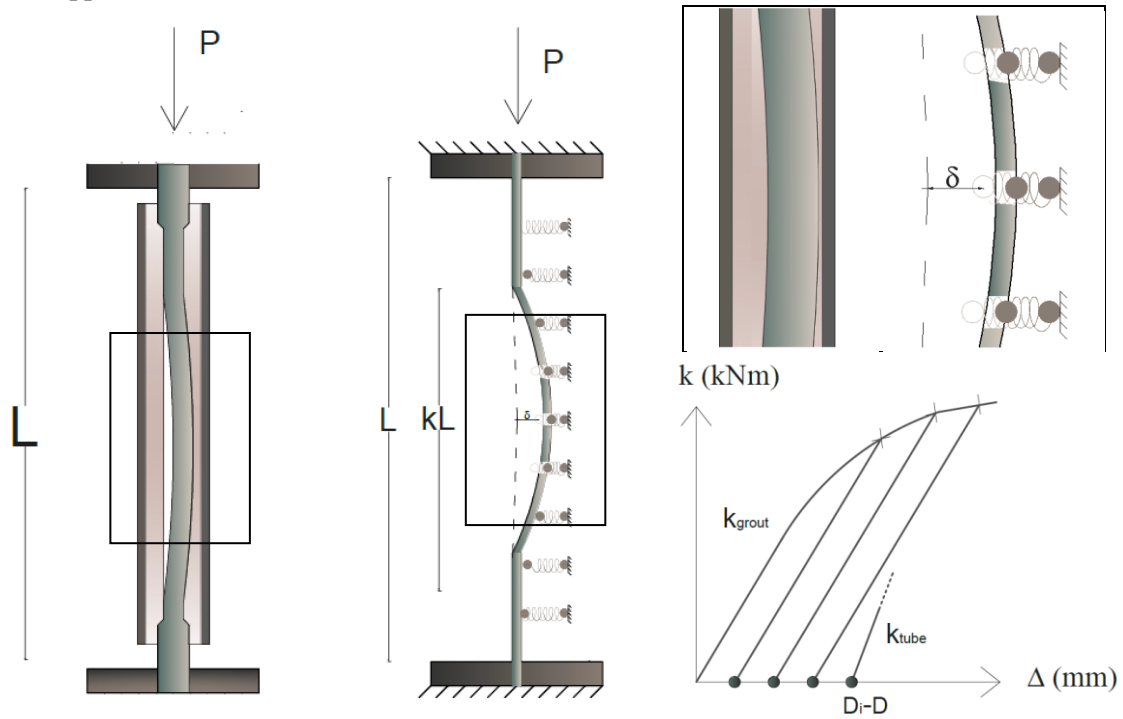 P
L
P
L
kL
δ
δ
k (kNm)
kgrout
ktube
Δ (mm)
Di-D